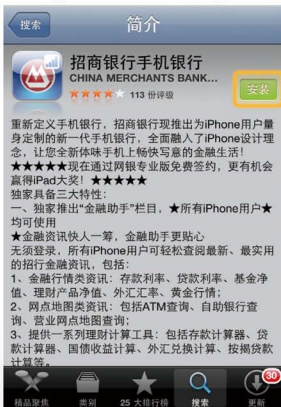 搜索
简介
招商银行手机银行
CHINA MERCHANTS BANK...
113 份评级
安装
重新定义手机银行，招商银行现推出为iPhone用户量
身定制的新一代手机银行，全面融入了iPhone设计理
念，让您全新体味手机上畅快写意的金融生活！
★★★★★现在通过网银专业版免费签约，更有机会
赢得iPad大奖！★★★★★
独家具备三大特性：
一、独家推出“金融助手”栏目，★所有iPhone用户★
均可使用
★金融资讯快人一筹，金融助手更贴心
无须登录，所有iPhone用户可轻松查阅最新、最实用
的招行金融资讯，包括：
1、金融行情类资讯：存款利率、贷款利率、基金净
值、理财产品净值、外汇汇率、黄金行情；
2、网点地图类资讯：包括ATM查询、自助银行查
询、营业网点地图查询；
3、提供一系列理财计算工具：包括存款计算器、贷
款计算器、国债收益计算、外汇兑换计算、按揭贷款
计算等。
30
精品聚焦
类别
25 大排行榜
搜索
更新